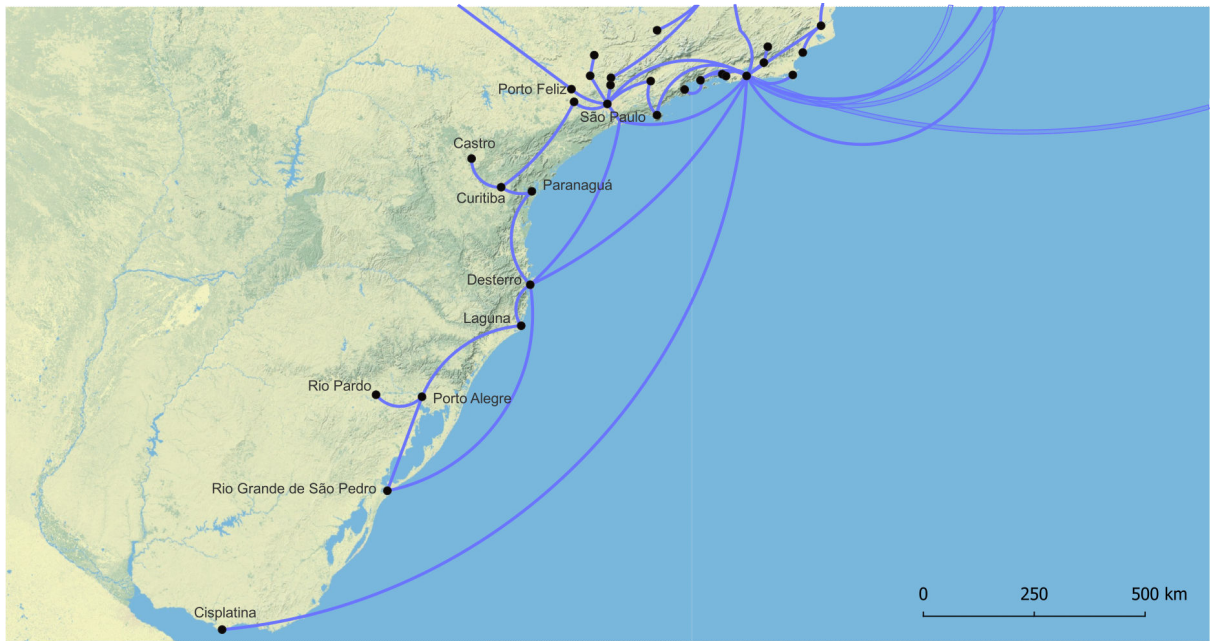 Porto Feliz
São Paulo
Castro
Curitiba
Paranaguá
Desterro
Laguna
Rio Pardo
Porto Alegre
Rio Grande de São Pedro
Cisplatina
0 250 500 km